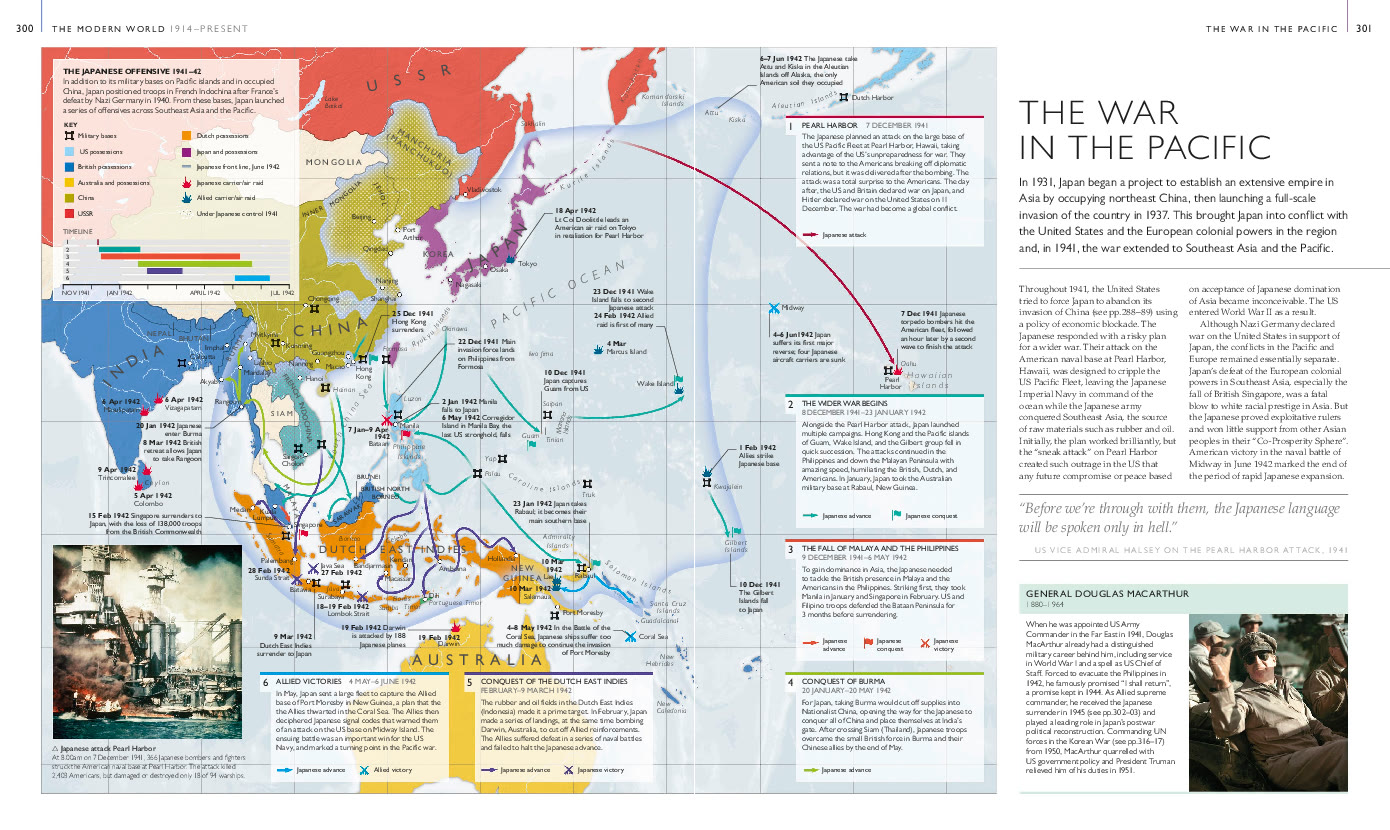 300 THE MODERN WORLD 1914–PRESENT
THE WAR IN THE PACIFIC 301
THE JAPANESE OFFENSIVE 1941–42
In addition to its military bases on Pacific islands and in occupied
China, Japan positioned troops in French Indochina after France's
defeat by Nazi Germany in 1940. From these bases, Japan launched
a series of offensives across Southeast Asia and the Pacific.
KEY
Military bases
US possessions
British possessions
Australia and possessions
China
USSR
Dutch possessions
Japan and possessions
Japanese front line, June 1942
Japanese carrier/air raid
Allied carrier/air raid
Under Japanese control 1941
TIMELINE
1
2
3
4
5
6
NOV 1941 JAN 1942 APRIL 1942 JUL 1942
USSR
Lake
Baikal
MONGOLIA
MANCHURIA
(MANCHUKUO)
INNER MONGOLIA
JEHOL
Sakhalin
Vladivostok
Kurile Islands
Komandorski
Islands
Attu
Kiska
Aleutian Islands
Dutch Harbor
6–7 Jun 1942 The Japanese take
Attu and Kiska in the Aleutian
Islands off Alaska, the only
American soil they occupied
Beijing
Port
Arthur
Qingdao
KOREA
JAPAN
Tokyo
Osaka
Nagasaki
Nanjing
Shanghai
Chongqing
CHINA
PACIFIC OCEAN
18 Apr 1942
Lt Col Doolittle leads an
American air raid on Tokyo
in retaliation for Pearl Harbor
23 Dec 1941 Wake
Island falls to second
Japanese attack
24 Feb 1942 Allied
raid is first of many
4 Mar
Marcus Island
Wake Island
Midway
4–6 Jun 1942 Japan
suffers its first major
reverse; four Japanese
aircraft carriers are sunk
7 Dec 1941 Japanese
torpedo bombers hit the
American fleet, followed
an hour later by a second
wave to finish the attack
Oahu
Pearl
Harbor
Hawaiian
Islands
25 Dec 1941
Hong Kong
surrenders
Okinawa
Ryukyu Islands
Formosa
Iwo Jima
22 Dec 1941 Main
invasion force lands
on Philippines from
Formosa
10 Dec 1941
Japan captures
Guam from US
Saipan
Tinian
Guam
INDIA
NEPAL
BHUTAN
Calcutta
Imphal
Myitkyina
Kunming
Lashio
Mandalay
Akyab
Rangoon
Guangzhou
Macao
Hong
Kong
Hanoi
Hainan
SIAM
Saigon
Cholon
Luzon
Manila
2 Jan 1942 Manila
falls to Japan
6 May 1942 Corregidor
Island in Manila Bay, the
last US stronghold, falls
7 Jan–9 Apr
1942
Bataan
Philippine
Islands
6 Apr 1942
6 Apr 1942
Vizagapatam
20 Jan 1942 Japanese
enter Burma
8 Mar 1942 British
retreat allows Japan
to take Rangoon
9 Apr 1942
Trincomalee
Ceylon
5 Apr 1942
Colombo
15 Feb 1942 Singapore surrenders to
Japan, with the loss of 138,000 troops
from the British Commonwealth
Yap
Palau
Caroline Islands
Truk
1 Feb 1942
Allies strike
Japanese base
Kwajalein
Gilbert
Islands
10 Dec 1941
The Gilbert
Islands fall
to Japan
23 Jan 1942 Japan takes
Rabaul; it becomes their
main southern base
Admiralty
Islands
BRUNEI
BRITISH NORTH
BORNEO
SARAWAK
Medan
Kuala
Lumpur
MALAYA
Singapore
Borneo
DUTCH EAST INDIES
Palembang
Banjarmasin
Kendari
Macassar
Amboina
Hollandia
NEW
GUINEA
10 Mar
1942
Lae
10 Mar 1942
Salamaua
Rabaul
Solomon Islands
Port Moresby
Santa Cruz
Islands
Guadalcanal
28 Feb 1942
Sunda Strait
Java Sea
27 Feb 1942
Batavia
Java
Surabaya
Bali
18–19 Feb 1942
Lombok Strait
Timor
Dili
Portuguese Timor
9 Mar 1942
Dutch East Indies
surrender to Japan
19 Feb 1942 Darwin
is attacked by 188
Japanese planes
19 Feb 1942
Darwin
4–8 May 1942 In the Battle of the
Coral Sea, Japanese ships suffer too
much damage to continue the invasion
of Port Moresby
Coral Sea
AUSTRALIA
New
Hebrides
New
Caledonia
1 PEARL HARBOR 7 DECEMBER 1941
The Japanese planned an attack on the large base of
the US Pacific fleet at Pearl Harbor, Hawaii, taking
advantage of the US's unpreparedness for war. They
sent a note to the Americans breaking off diplomatic
relations, but it was delivered after the bombing. The
attack was a total surprise to the Americans. The day
after, the US and Britain declared war on Japan, and
Hitler declared war on the United States on 11
December. The war had become a global conflict.
Japanese attack
2 THE WIDER WAR BEGINS
8 DECEMBER 1941–23 JANUARY 1942
Alongside the Pearl Harbor attack, Japan launched
multiple campaigns. Hong Kong and the Pacific islands
of Guam, Wake Island, and the Gilbert group fell in
quick succession. The attacks continued in the
Philippines and down the Malayan Peninsula with
amazing speed, humiliating the British, Dutch, and
Americans. In January, Japan took the Australian
military base at Rabaul, New Guinea.
Japanese advance
Japanese conquest
3 THE FALL OF MALAYA AND THE PHILIPPINES
9 DECEMBER 1941–6 MAY 1942
To gain dominance in Asia, the Japanese needed
to tackle the British presence in Malaya and the
Americans in the Philippines. Striking first, they took
Manila in January and Singapore in February. US and
Filipino troops defended the Bataan Peninsula for
3 months before surrendering.
Japanese
advance
Japanese
conquest
Japanese
victory
4 CONQUEST OF BURMA
20 JANUARY–20 MAY 1942
For Japan, taking Burma would cut off supplies into
Nationalist China, opening the way for the Japanese to
conquer all of China and place themselves at India's
gate. After crossing Siam (Thailand), Japanese troops
overcame the small British force in Burma and their
Chinese allies by the end of May.
Japanese advance
5 CONQUEST OF THE DUTCH EAST INDIES
FEBRUARY–9 MARCH 1942
The rubber and oil fields in the Dutch East Indies
(Indonesia) made it a prime target. In February, Japan
made a series of landings, at the same time bombing
Darwin, Australia, to cut off Allied reinforcements.
The Allies suffered defeat in a series of naval battles
and failed to halt the Japanese advance.
Japanese advance
Japanese victory
6 ALLIED VICTORIES 4 MAY–6 JUNE 1942
In May, Japan sent a large fleet to capture the Allied
base of Port Moresby in New Guinea, a plan that the
the Allies thwarted in the Coral Sea. The Allies then
deciphered Japanese signal codes that warned them
of an attack on the US base on Midway Island. The
ensuing battle was an important win for the US
Navy, and marked a turning point in the Pacific war.
Japanese advance
Allied victory
△ Japanese attack Pearl Harbor
At 8:00am on 7 December 1941, 366 Japanese bombers and fighters
struck the American naval base at Pearl Harbor. The attack killed
2,403 Americans, but damaged or destroyed only 18 of 94 warships.
THE WAR
IN THE PACIFIC
In 1931, Japan began a project to establish an extensive empire in
Asia by occupying northeast China, then launching a full-scale
invasion of the country in 1937. This brought Japan into conflict with
the United States and the European colonial powers in the region
and, in 1941, the war extended to Southeast Asia and the Pacific.
Throughout 1941, the United States
tried to force Japan to abandon its
invasion of China (see pp.288–89) using
a policy of economic blockade. The
Japanese responded with a risky plan
for a wider war. Their attack on the
American naval base at Pearl Harbor,
Hawaii, was designed to cripple the
US Pacific Fleet, leaving the Japanese
Imperial Navy in command of the
ocean while the Japanese army
conquered Southeast Asia, the source
of raw materials such as rubber and oil.
Initially, the plan worked brilliantly, but
the "sneak attack" on Pearl Harbor
created such outrage in the US that
any future compromise or peace based
on acceptance of Japanese domination
of Asia became inconceivable. The US
entered World War II as a result.
Although Nazi Germany declared
war on the United States in support of
Japan, the conflicts in the Pacific and
Europe remained essentially separate.
Japan's defeat of the European colonial
powers in Southeast Asia, especially the
fall of British Singapore, was a fatal
blow to white racial prestige in Asia. But
the Japanese proved exploitative rulers
and won little support from other Asian
peoples in their "Co-Prosperity Sphere".
American victory in the naval battle of
Midway in June 1942 marked the end of
the period of rapid Japanese expansion.
"Before we're through with them, the Japanese language
will be spoken only in hell."
US VICE ADMIRAL HALSEY ON THE PEARL HARBOR ATTACK, 1941
GENERAL DOUGLAS MACARTHUR
1880–1964
When he was appointed US Army
Commander in the Far East in 1941, Douglas
MacArthur already had a distinguished
military career behind him, including service
in World War I and a spell as US Chief of
Staff. Forced to evacuate the Philippines in
1942, he famously promised "I shall return",
a promise kept in 1944. As Allied supreme
commander, he received the Japanese
surrender in 1945 (see pp.302–03) and
played a leading role in Japan's postwar
political reconstruction. Commanding UN
forces in the Korean War (see pp.316–17)
from 1950, MacArthur quarrelled with
US government policy and President Truman
relieved him of his duties in 1951.